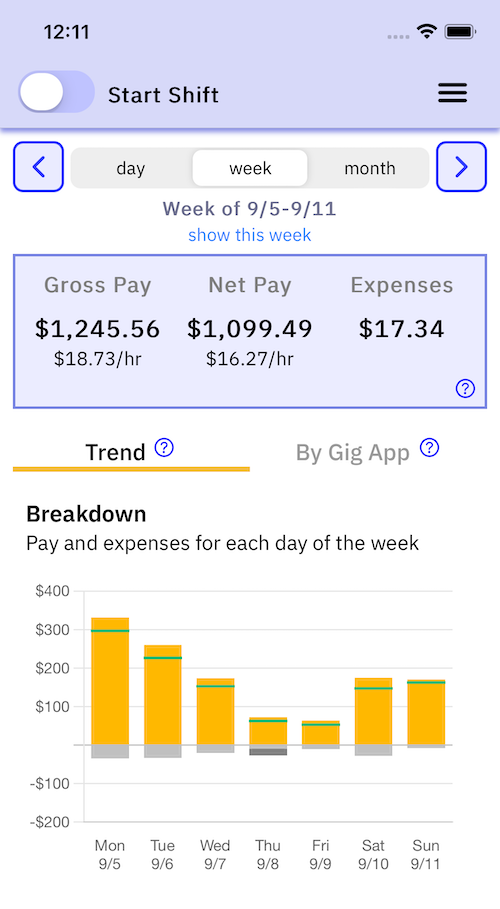 12:11
Start Shift
day week month
Week of 9/5-9/11
show this week
Gross Pay Net Pay Expenses
$1,245.56 $1,099.49 $17.34
$18.73/hr $16.27/hr
?
Trend ? By Gig App ?
Breakdown
Pay and expenses for each day of the week
$400
$300
$200
$100
-$100
-$200
Mon Tue Wed Thu Fri Sat Sun
9/5 9/6 9/7 9/8 9/9 9/10 9/11